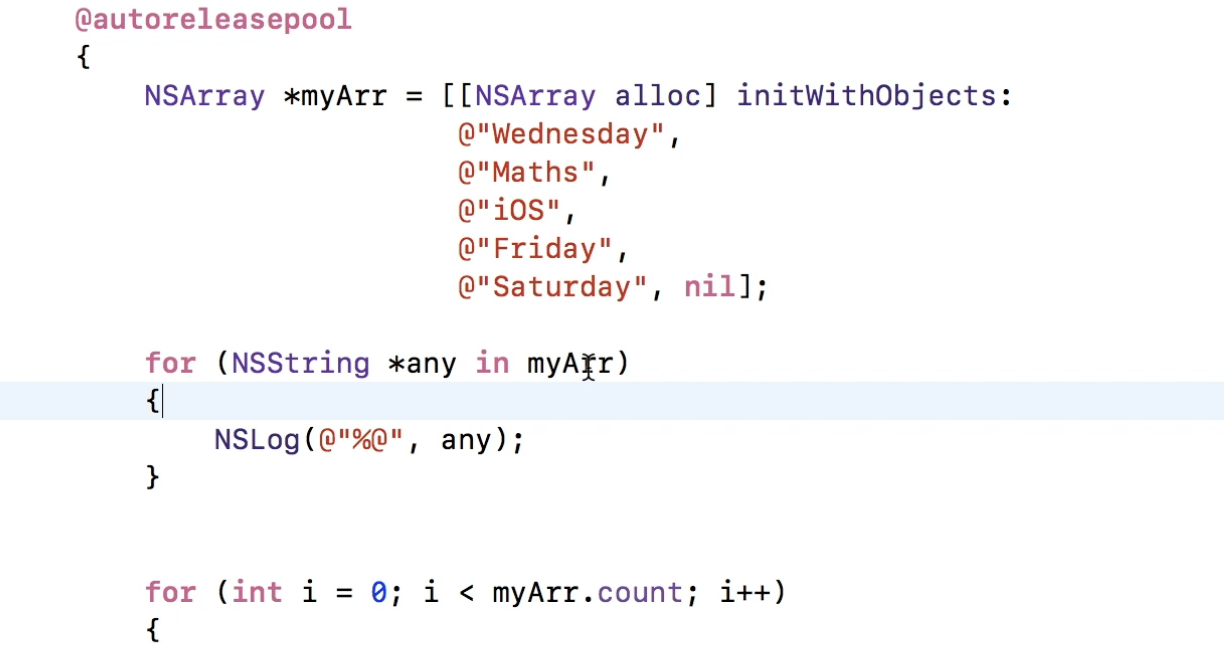 @autoreleasepool
{
NSArray *myArr = [[NSArray alloc] initWithObjects:
@"Wednesday",
@"Maths",
@"iOS",
@"Friday",
@"Saturday", nil];
for (NSString *any in myArr)
{
NSLog(@"%@", any);
}
for (int i = 0; i < myArr.count; i++)
{